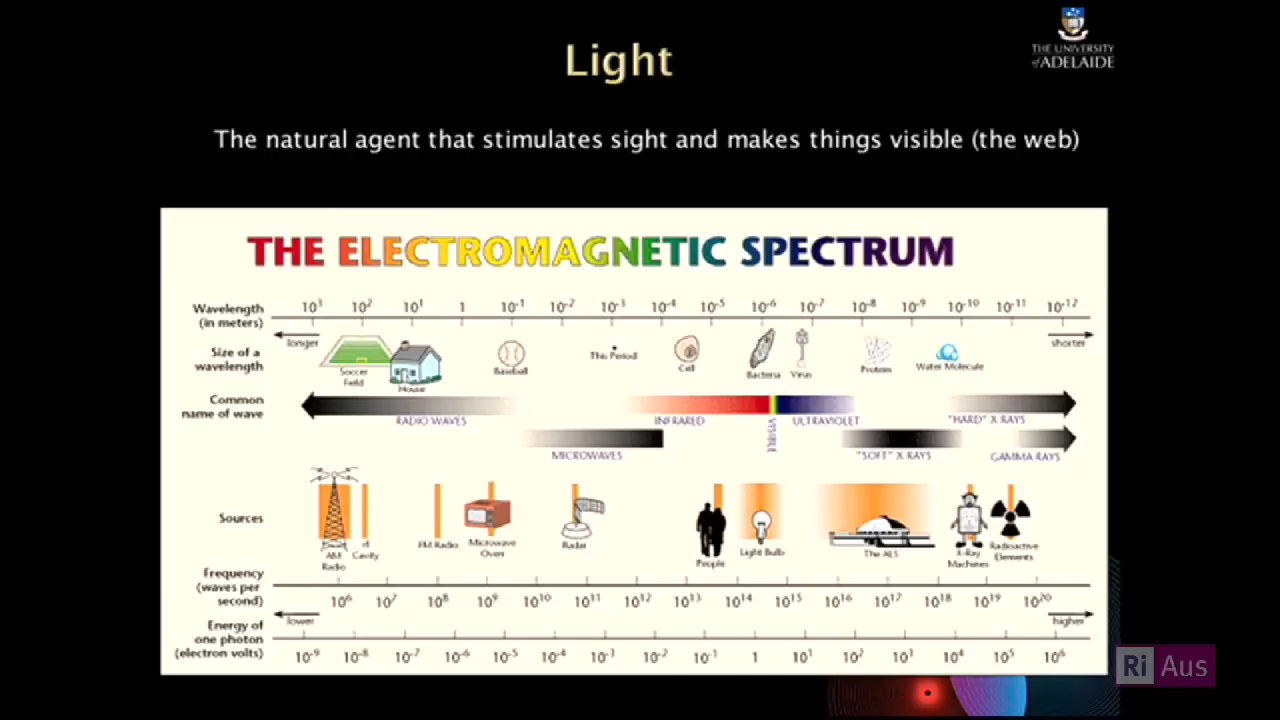 Light
THE UNIVERSITY
of ADELAIDE
The natural agent that stimulates sight and makes things visible (the web)
THE ELECTROMAGNETIC SPECTRUM
Wavelength
(in meters)
10³ 10² 10¹ 1 10⁻¹ 10⁻² 10⁻³ 10⁻⁴ 10⁻⁵ 10⁻⁶ 10⁻⁷ 10⁻⁸ 10⁻⁹ 10⁻¹⁰ 10⁻¹¹ 10⁻¹²
longer shorter
Size of a
wavelength
Soccer
Field
House
Baseball
This Period
Cell
Bacteria
Virus
Protein
Water Molecule
Common
name of wave
RADIO WAVES
INFRARED
VISIBLE
ULTRAVIOLET
"HARD" X RAYS
MICROWAVES
"SOFT" X RAYS
GAMMA RAYS
Sources
AM
Radio
rf
Cavity
FM Radio
Microwave
Oven
Radar
People
Light Bulb
The ALS
X-Ray
Machines
Radioactive
Elements
Frequency
(waves per
second)
10⁶ 10⁷ 10⁸ 10⁹ 10¹⁰ 10¹¹ 10¹² 10¹³ 10¹⁴ 10¹⁵ 10¹⁶ 10¹⁷ 10¹⁸ 10¹⁹ 10²⁰
lower higher
Energy of
one photon
(electron volts)
10⁻⁹ 10⁻⁸ 10⁻⁷ 10⁻⁶ 10⁻⁵ 10⁻⁴ 10⁻³ 10⁻² 10⁻¹ 1 10¹ 10² 10³ 10⁴ 10⁵ 10⁶
Ri Aus